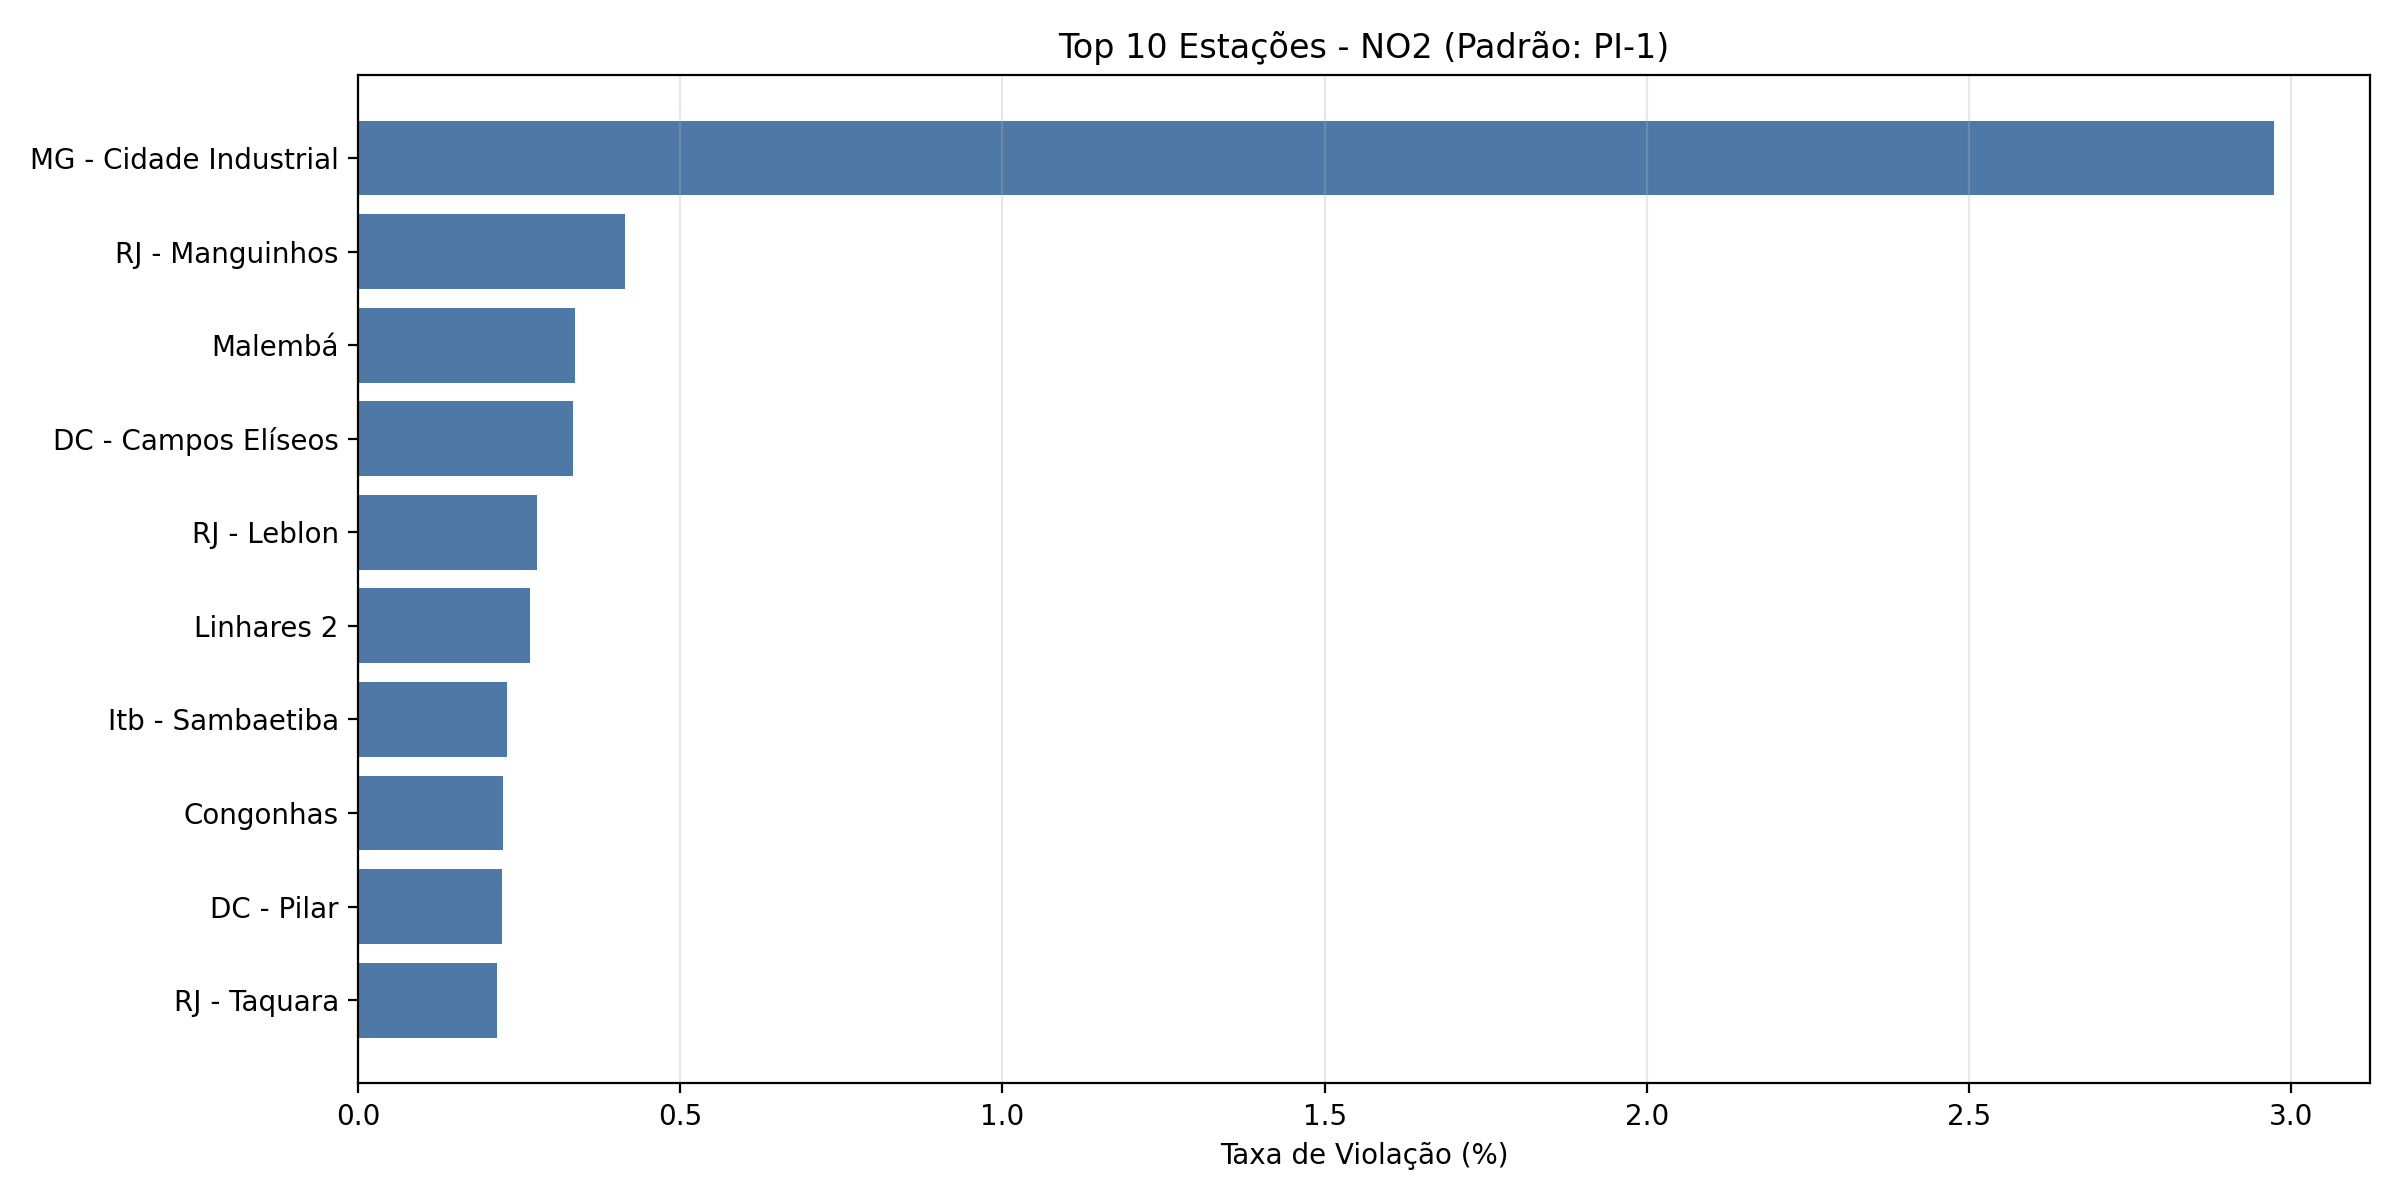 Top 10 Estações - NO2 (Padrão: PI-1)
MG - Cidade Industrial
RJ - Manguinhos
Malembá
DC - Campos Elíseos
RJ - Leblon
Linhares 2
Itb - Sambaetiba
Congonhas
DC - Pilar
RJ - Taquara
0.0 0.5 1.0 1.5 2.0 2.5 3.0
Taxa de Violação (%)